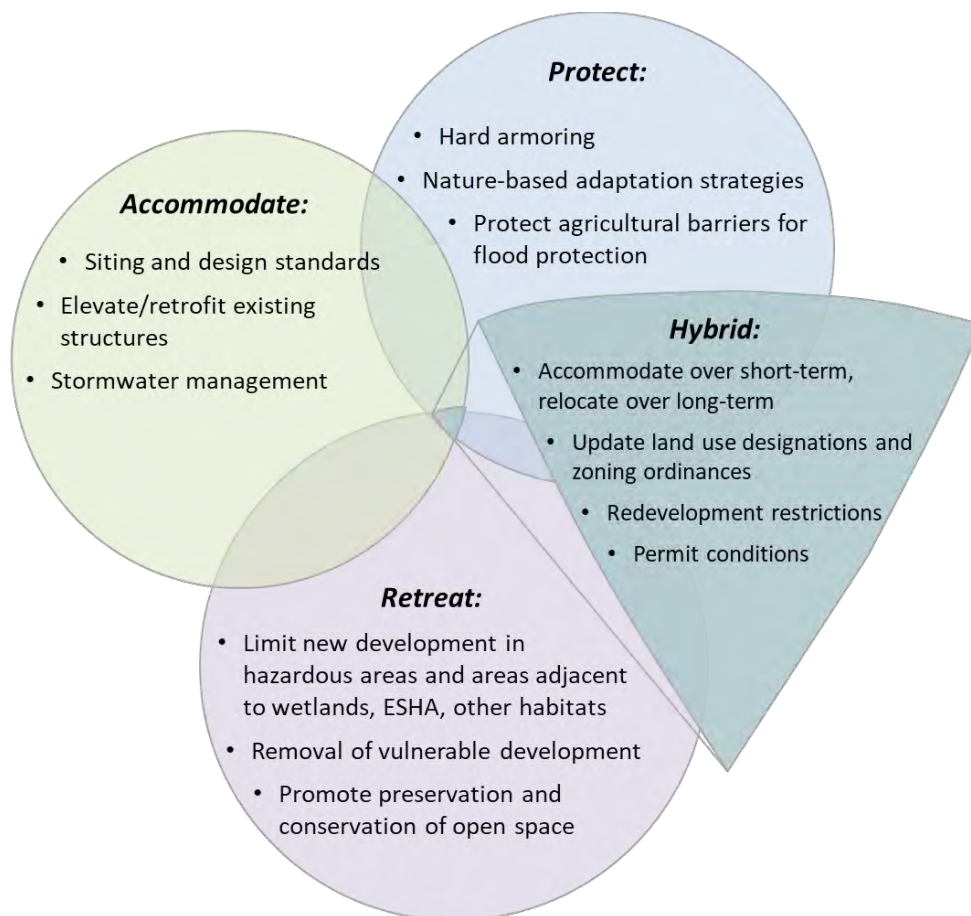 Protect:
• Hard armoring
• Nature-based adaptation strategies
• Protect agricultural barriers for
flood protection
Accommodate:
• Siting and design standards
• Elevate/retrofit existing
structures
• Stormwater management
Hybrid:
• Accommodate over short-term,
relocate over long-term
• Update land use designations and
zoning ordinances
• Redevelopment restrictions
• Permit conditions
Retreat:
• Limit new development in
hazardous areas and areas adjacent
to wetlands, ESHA, other habitats
• Removal of vulnerable development
• Promote preservation and
conservation of open space